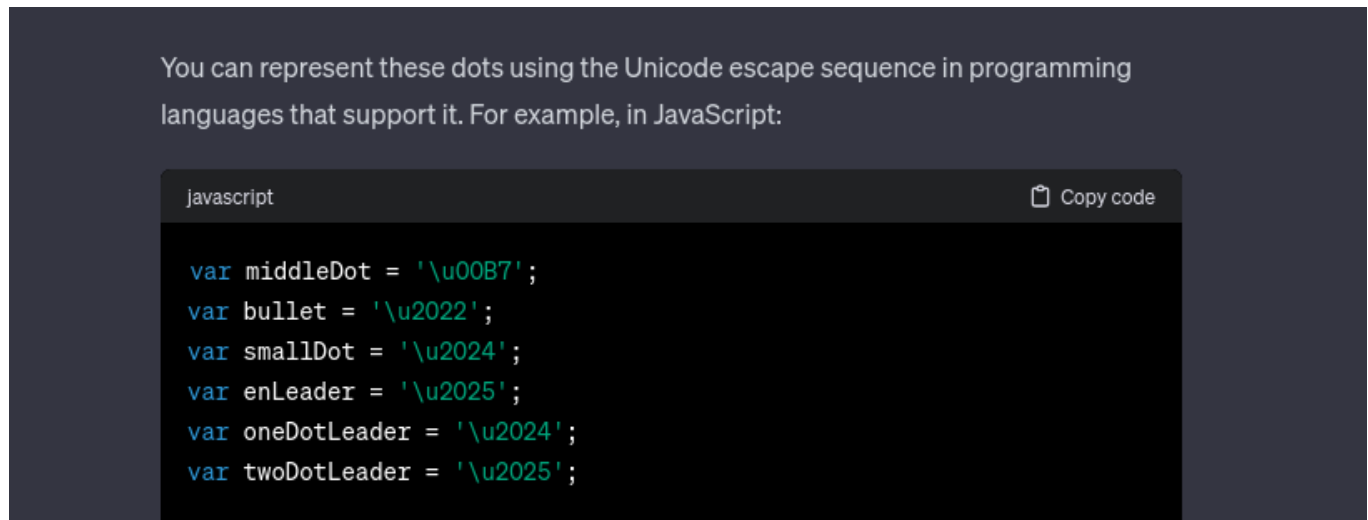 You can represent these dots using the Unicode escape sequence in programming
languages that support it. For example, in JavaScript:
javascript Copy code
var middleDot = '\u00B7';
var bullet = '\u2022';
var smallDot = '\u2024';
var enLeader = '\u2025';
var oneDotLeader = '\u2024';
var twoDotLeader = '\u2025';